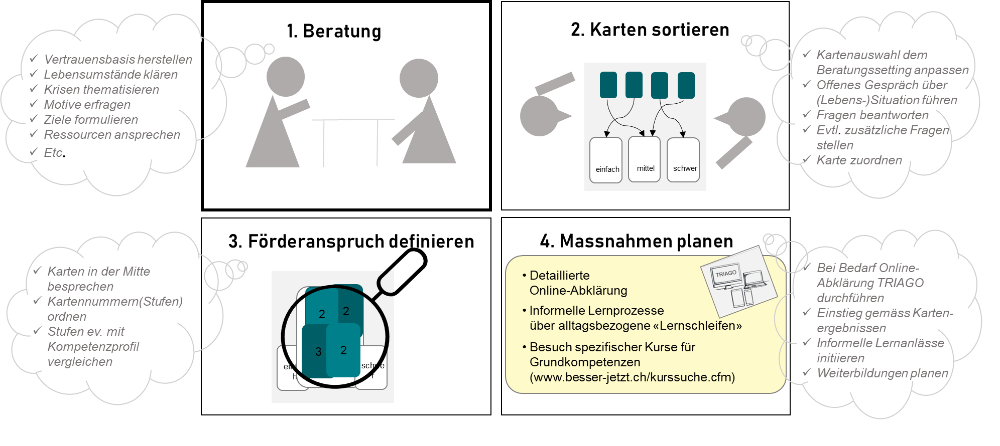 1. Beratung
✓ Vertrauensbasis herstellen
✓ Lebensumstände klären
✓ Krisen thematisieren
✓ Motive erfragen
✓ Ziele formulieren
✓ Ressourcen ansprechen
✓ Etc.
2. Karten sortieren
einfach
mittel
schwer
✓ Kartenauswahl dem
Beratungssetting anpassen
✓ Offenes Gespräch über
(Lebens-)Situation führen
✓ Fragen beantworten
✓ Evtl. zusätzliche Fragen
stellen
✓ Karte zuordnen
3. Förderanspruch definieren
✓ Karten in der Mitte
besprechen
✓ Kartennummern(Stufen)
ordnen
✓ Stufen ev. mit
Kompetenzprofil
vergleichen
2
2
3
2
schwe
r
4. Massnahmen planen
• Detaillierte
Online-Abklärung
• Informelle Lernprozesse
über alltagsbezogene «Lernschleifen»
• Besuch spezifischer Kurse für
Grundkompetenzen
(www.besser-jetzt.ch/kurssuche.cfm)
TRIAGO
✓ Bei Bedarf Online-
Abklärung TRIAGO
durchführen
✓ Einstieg gemäss Karten-
ergebnissen
✓ Informelle Lernanlässe
initiieren
✓ Weiterbildungen planen